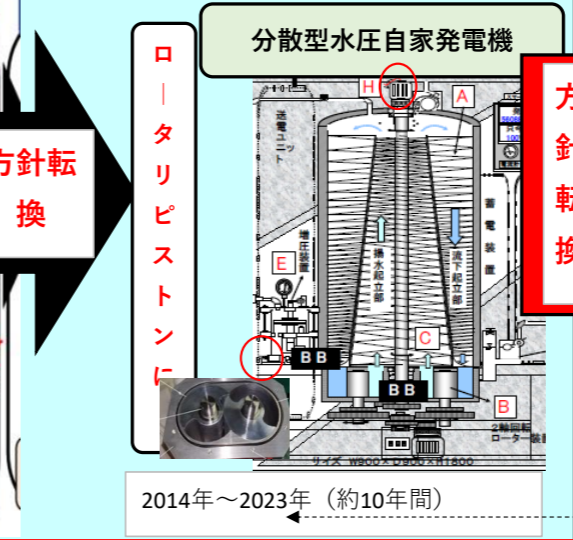 分散型水圧自家発電機
方針転
換
ロータリピストンに
方針転換
H
A
送電ユニット
蓄電装置
増圧装置
E
揚水起立部
流下起立部
C
BB
BB
B
2軸回転
ローター装置
サイズ W900×D900×H1800
2014年~2023年(約10年間)